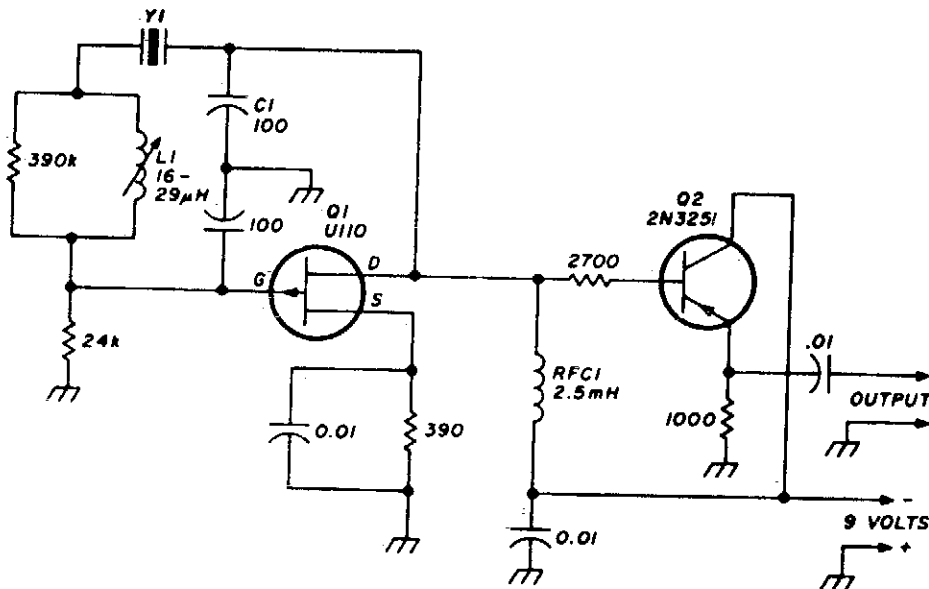 Y1
C1
100
390k
L1
16-
29μH
100
Q1
U110
G
D
S
24k
0.01
390
2700
Q2
2N3251
RFC1
2.5mH
.01
OUTPUT
1000
0.01
-
9 VOLTS
+